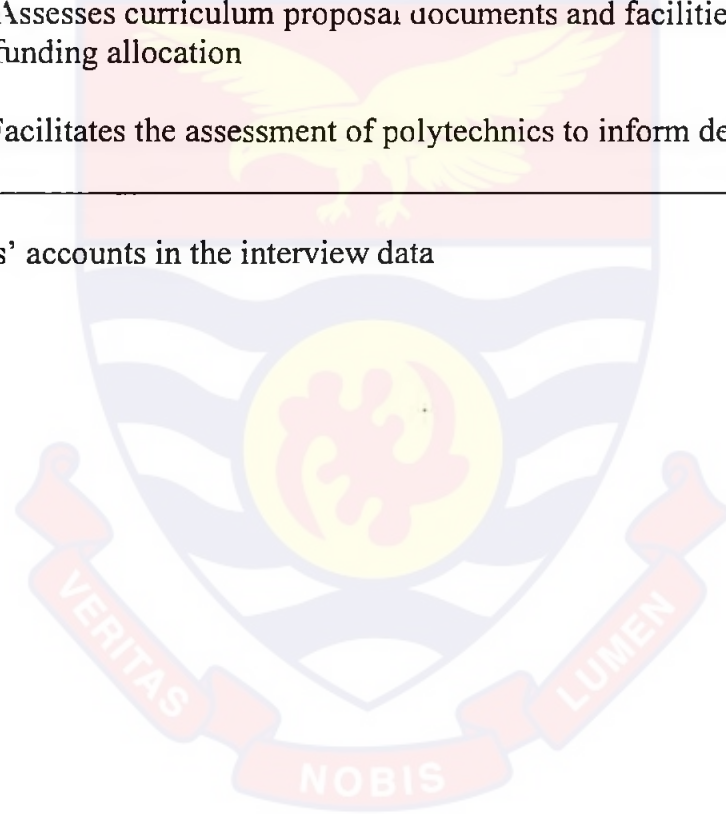 Assesses curriculum proposal documents and facilitie
funding allocation
Facilitates the assessment of polytechnics to inform de
s' accounts in the interview data
VERITAS
NOBIS
LUMEN